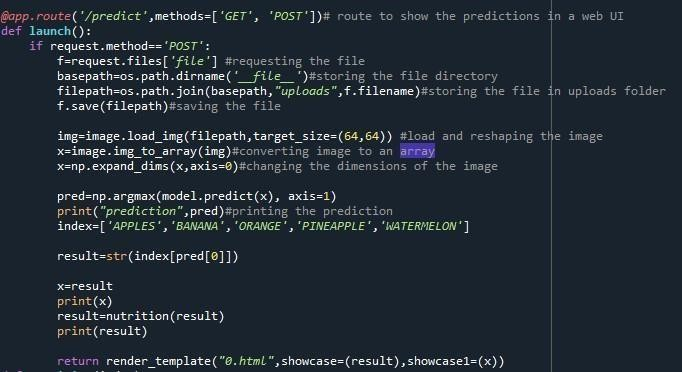 @app.route('/predict',methods=['GET', 'POST'])# route to show the predictions in a web UI
def launch():
    if request.method=='POST':
        f=request.files['file'] #requesting the file
        basepath=os.path.dirname('__file__')#storing the file directory
        filepath=os.path.join(basepath,"uploads",f.filename)#storing the file in uploads folder
        f.save(filepath)#saving the file
        img=image.load_img(filepath,target_size=(64,64)) #load and reshaping the image
        x=image.img_to_array(img)#converting image to an array
        x=np.expand_dims(x,axis=0)#changing the dimensions of the image
        pred=np.argmax(model.predict(x), axis=1)
        print("prediction",pred)#printing the prediction
        index=['APPLES','BANANA','ORANGE','PINEAPPLE','WATERMELON']
        result=str(index[pred[0]])
        x=result
        print(x)
        result=nutrition(result)
        print(result)
        return render_template("0.html",showcase=(result),showcase1=(x))